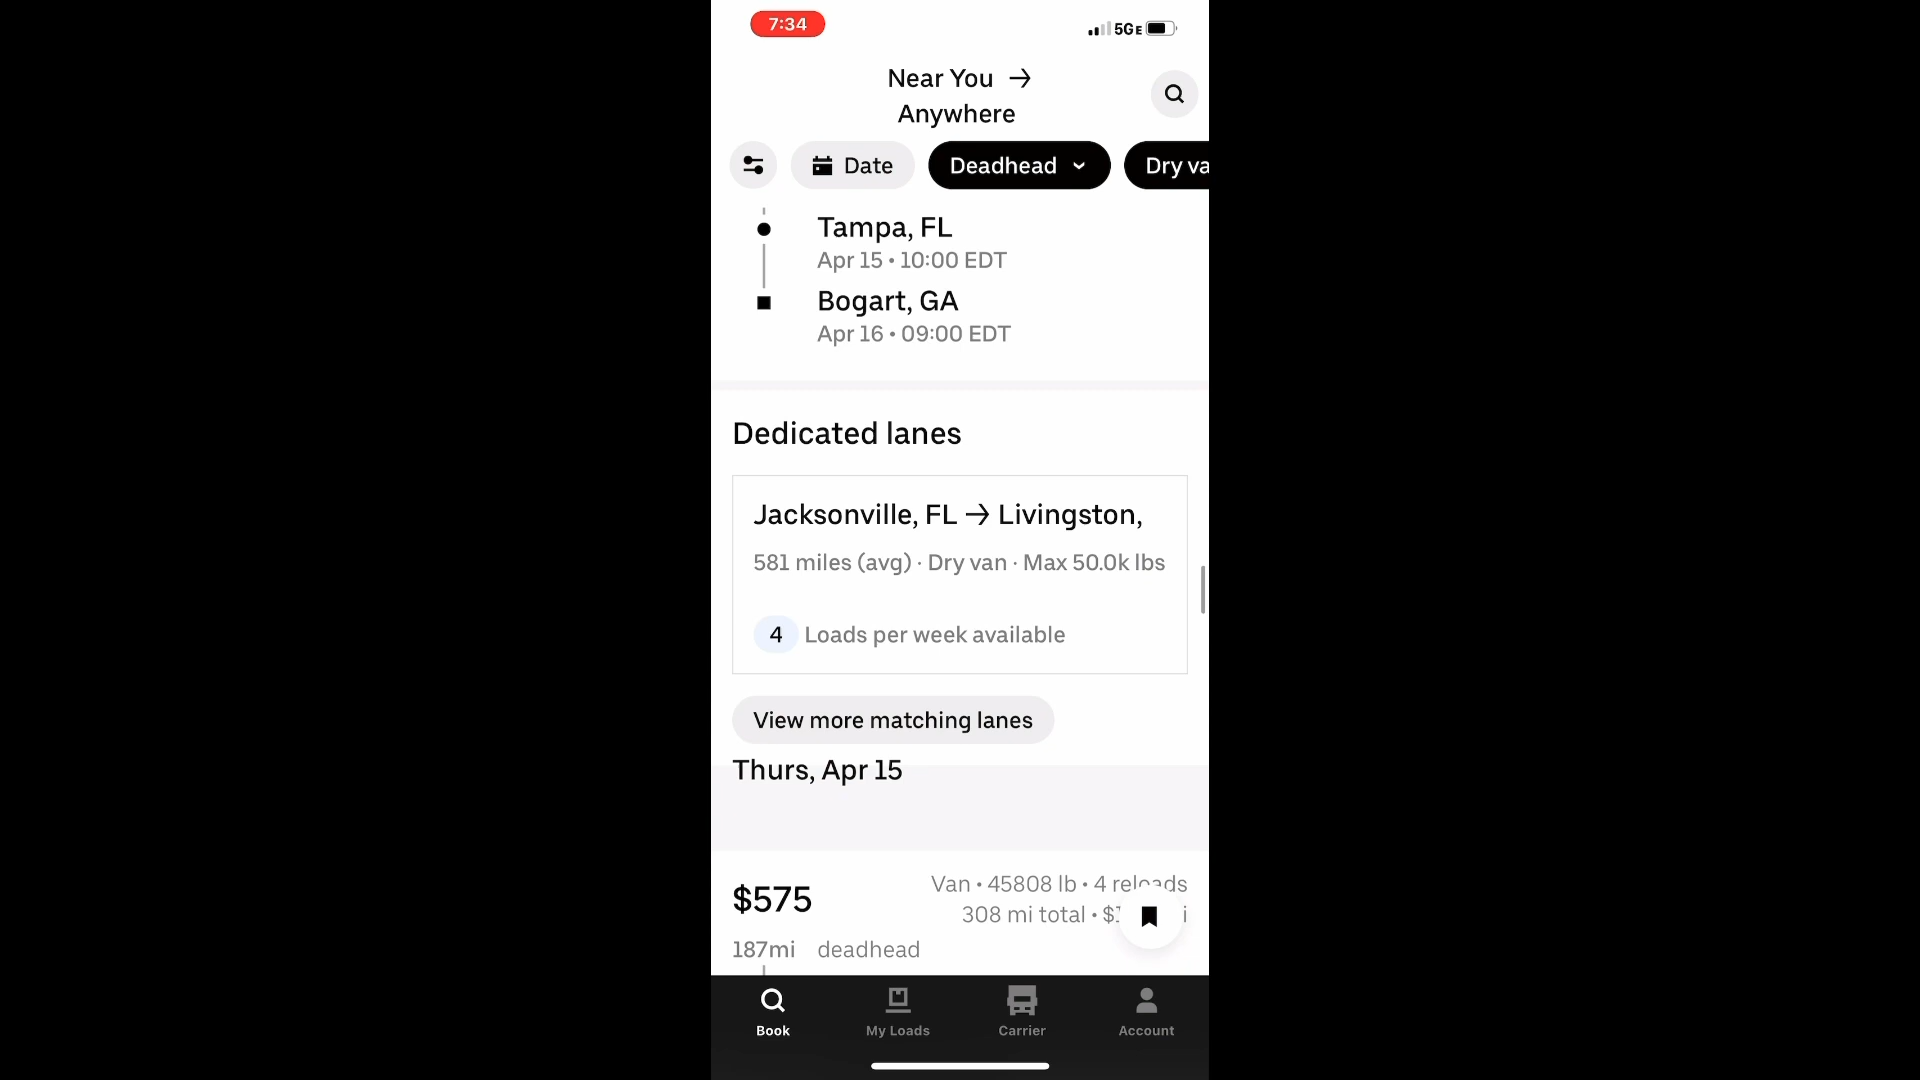 7:34
5GE
Near You →
Anywhere
Date
Deadhead
Dry
Tampa, FL
Apr 15 • 10:00 EDT
Bogart, GA
Apr 16 • 09:00 EDT
Dedicated lanes
Jacksonville, FL → Livingston,
581 miles (avg) · Dry van · Max 50.0k lbs
4 Loads per week available
View more matching lanes
Thurs, Apr 15
$575
Van • 45808 lb • 4 reloads
308 mi total •
187mi deadhead
Book
My Loads
Carrier
Account